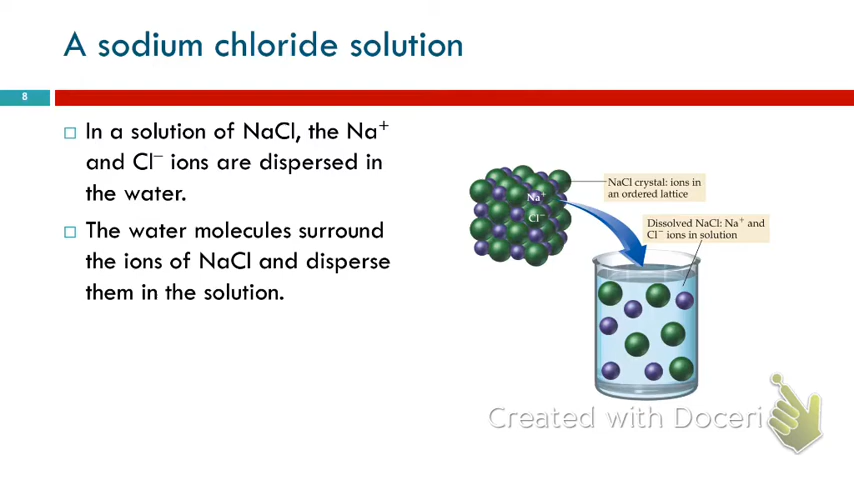 A sodium chloride solution
8
□ In a solution of NaCl, the Na⁺
and Cl⁻ ions are dispersed in
the water.
□ The water molecules surround
the ions of NaCl and disperse
them in the solution.
NaCl crystal: ions in
an ordered lattice
Na⁺
Cl⁻
Dissolved NaCl: Na⁺ and
Cl⁻ ions in solution
Created with Doceri